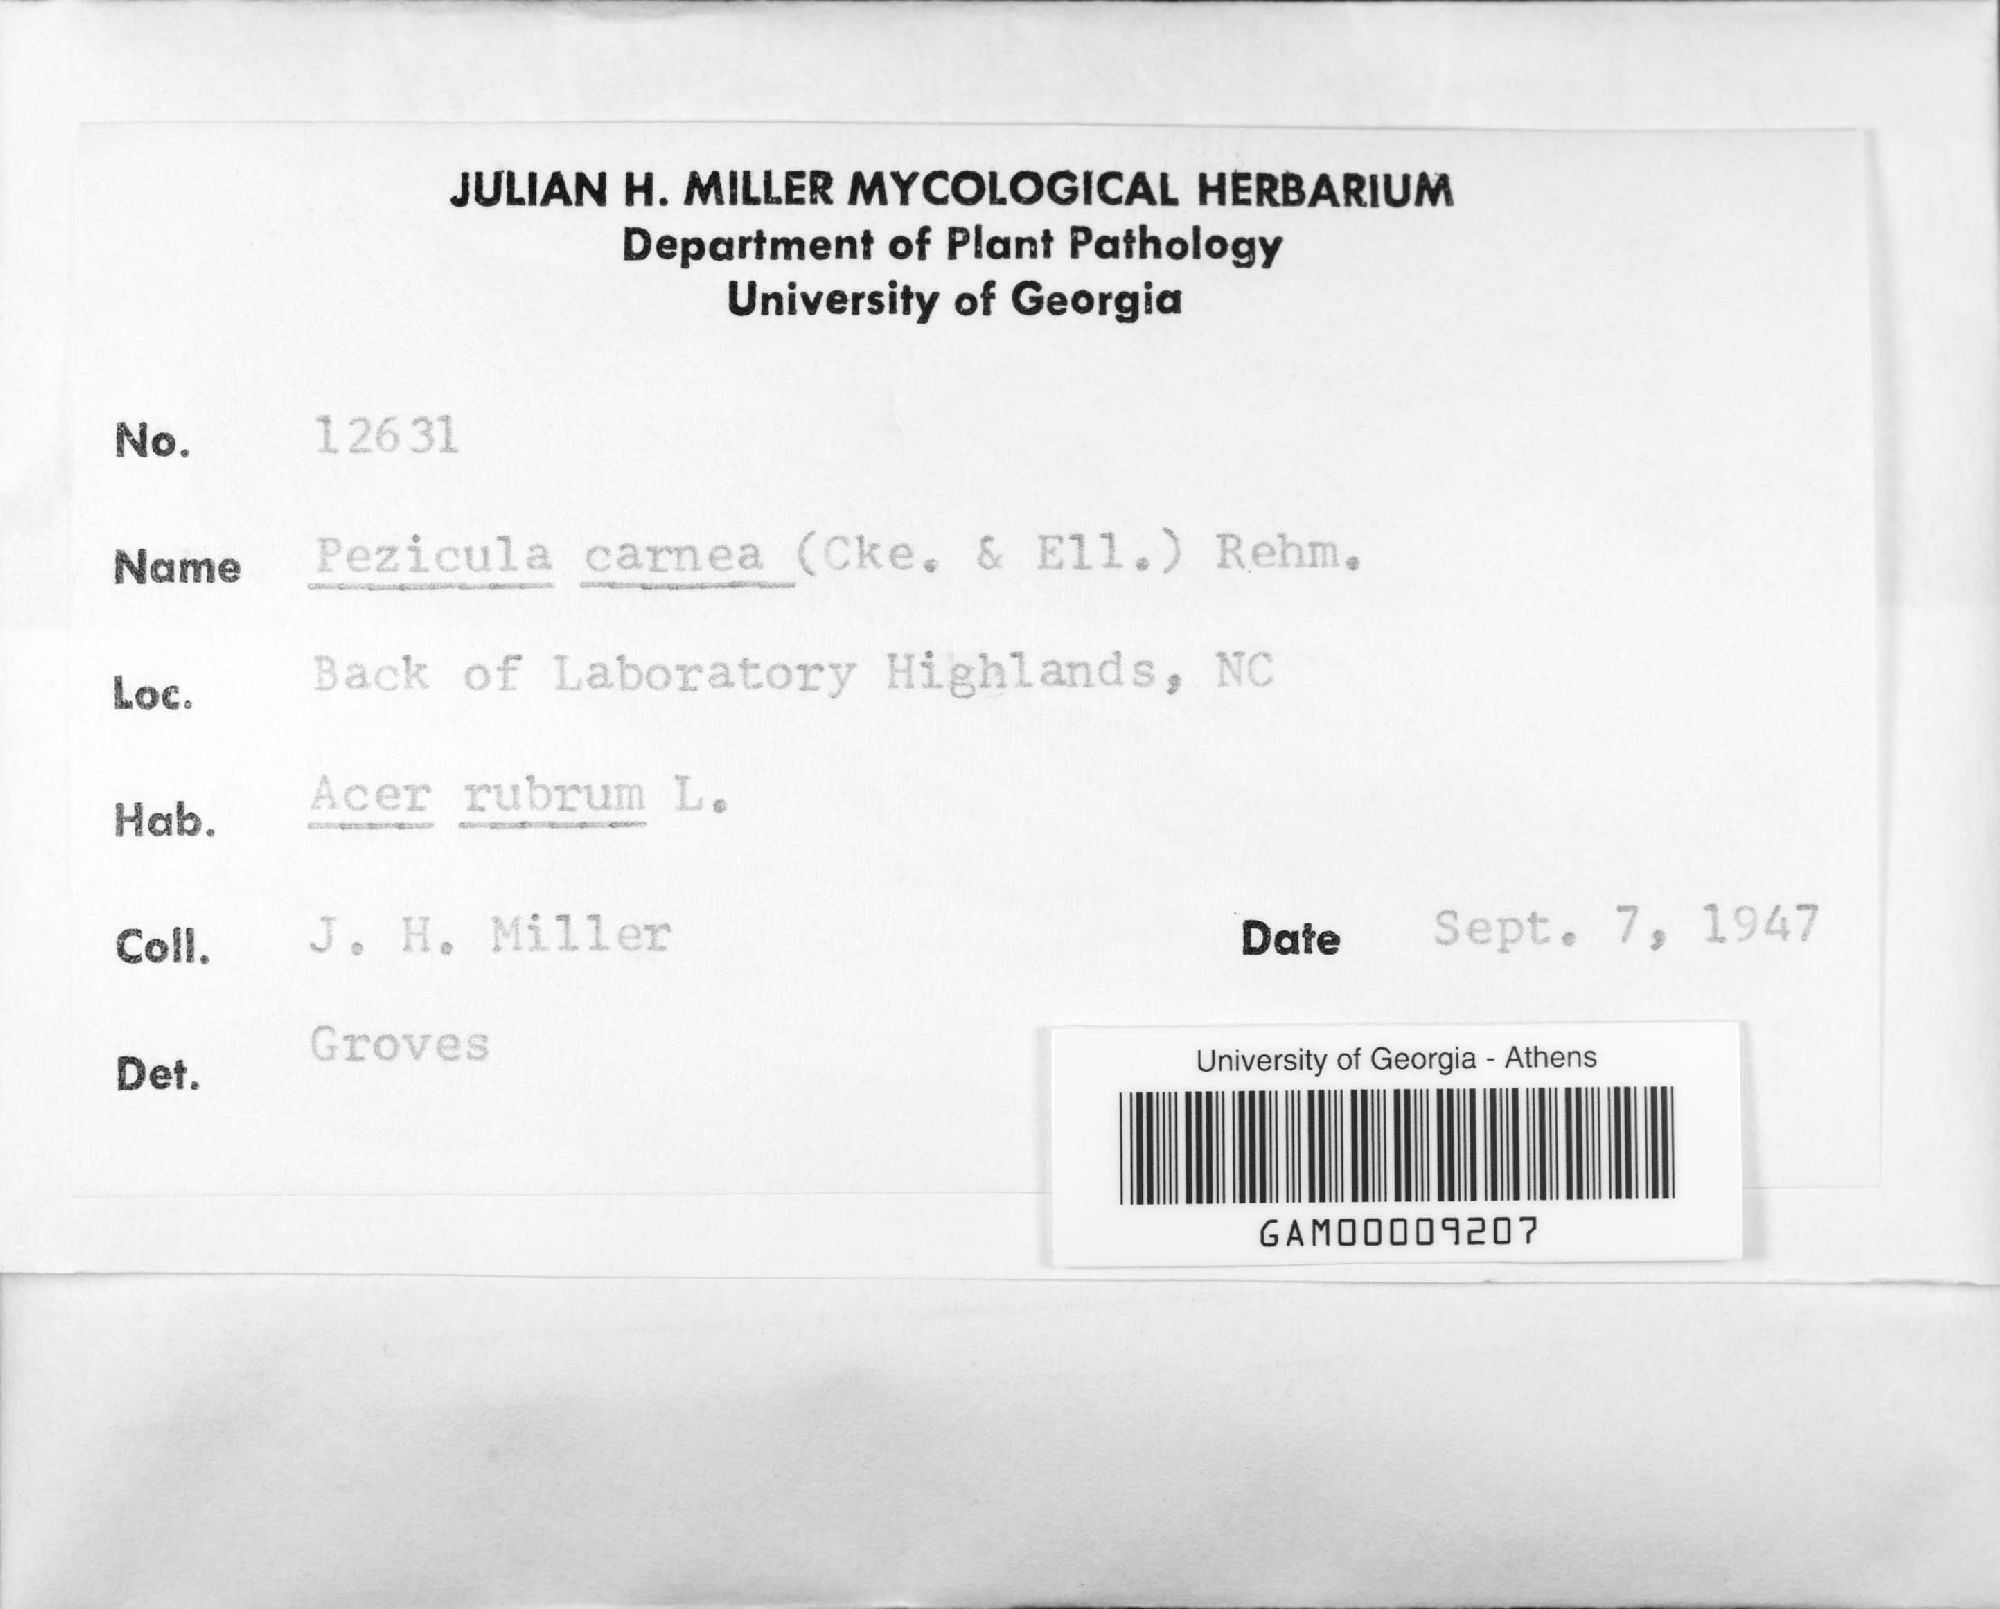 JULIAN H. MILLER MYCOLOGICAL HERBARIUM
Department of Plant Pathology
University of Georgia
No. 12631
Name Pezicula carnea (Cke. & Ell.) Rehm.
Loc. Back of Laboratory Highlands, NC
Hab. Acer rubrum L.
Coll. J. H. Miller Date Sept. 7, 1947
Det. Groves
University of Georgia - Athens
GAM00009207